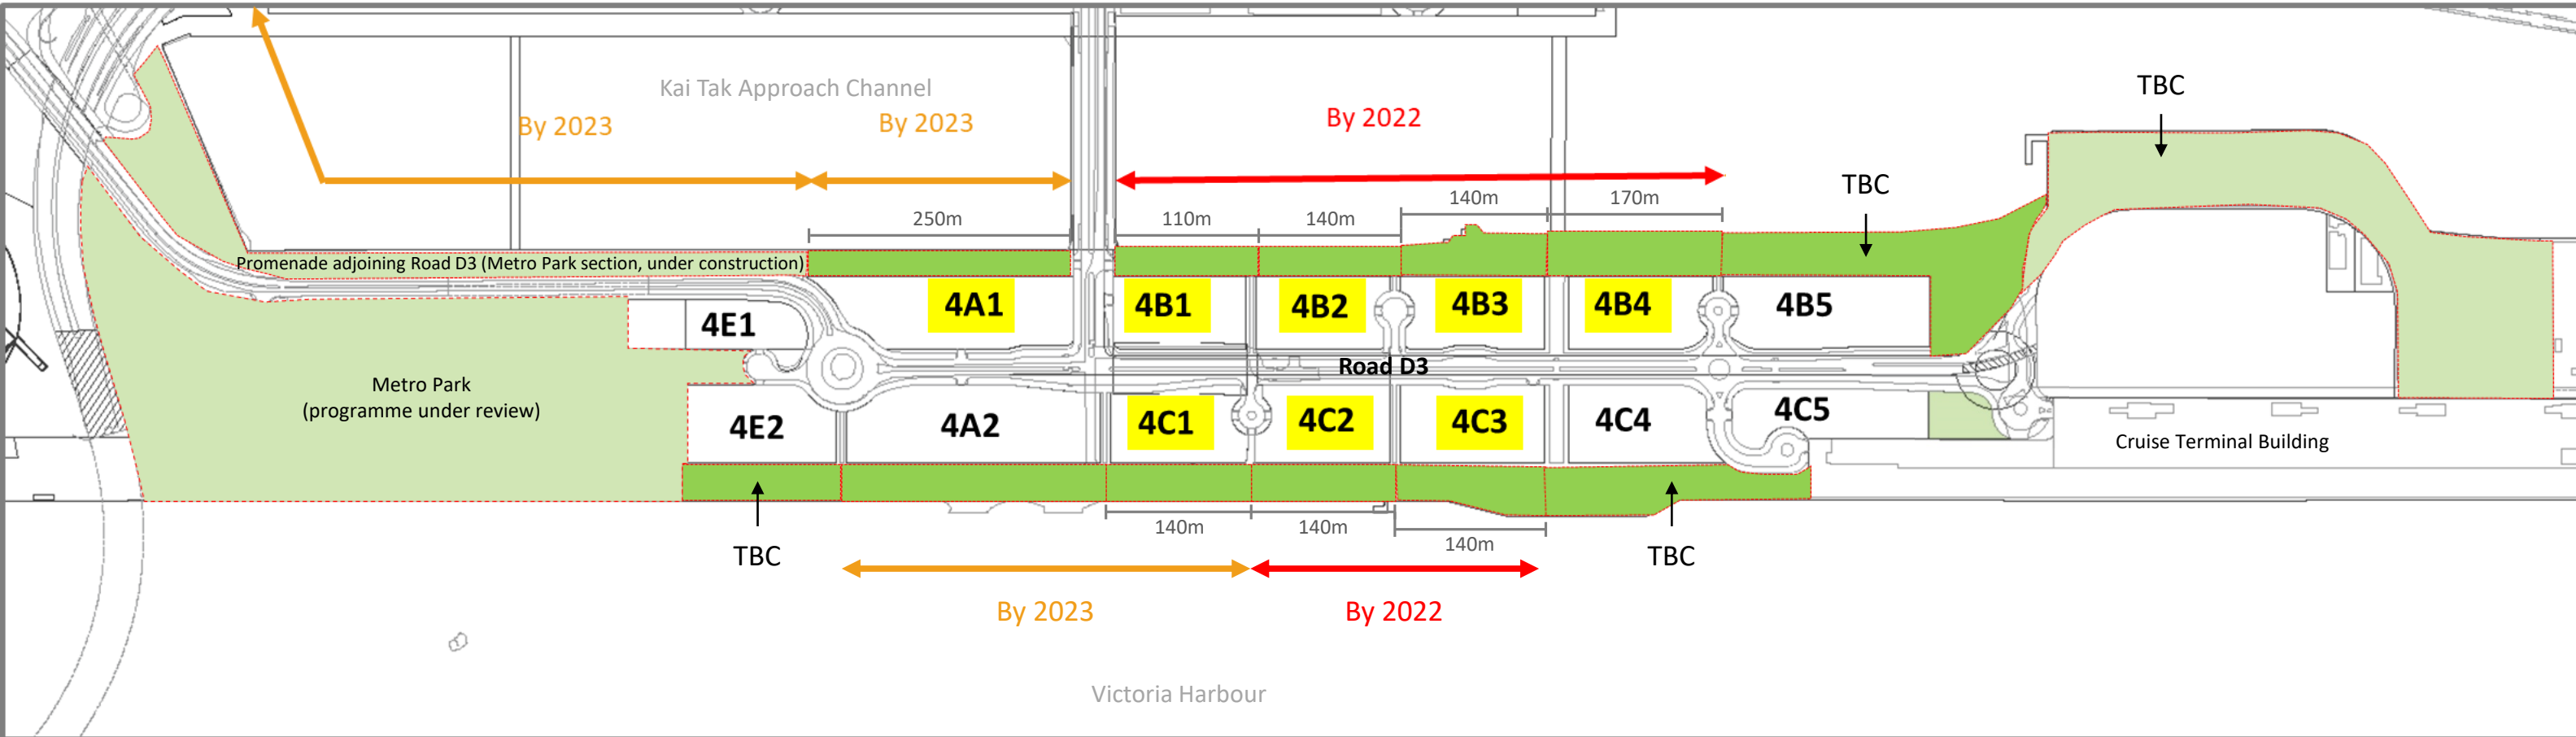 TBC
Kai Tak Approach Channel
By 2023
By 2023
By 2022
TBC
250m
110m
140m
140m
170m
Promenade adjoining Road D3 (Metro Park section, under construction)
4E1
4A1
4B1
4B2
4B3
4B4
4B5
Road D3
Metro Park
(programme under review)
4E2
4A2
4C1
4C2
4C3
4C4
4C5
Cruise Terminal Building
140m
140m
140m
TBC
TBC
By 2023
By 2022
Victoria Harbour